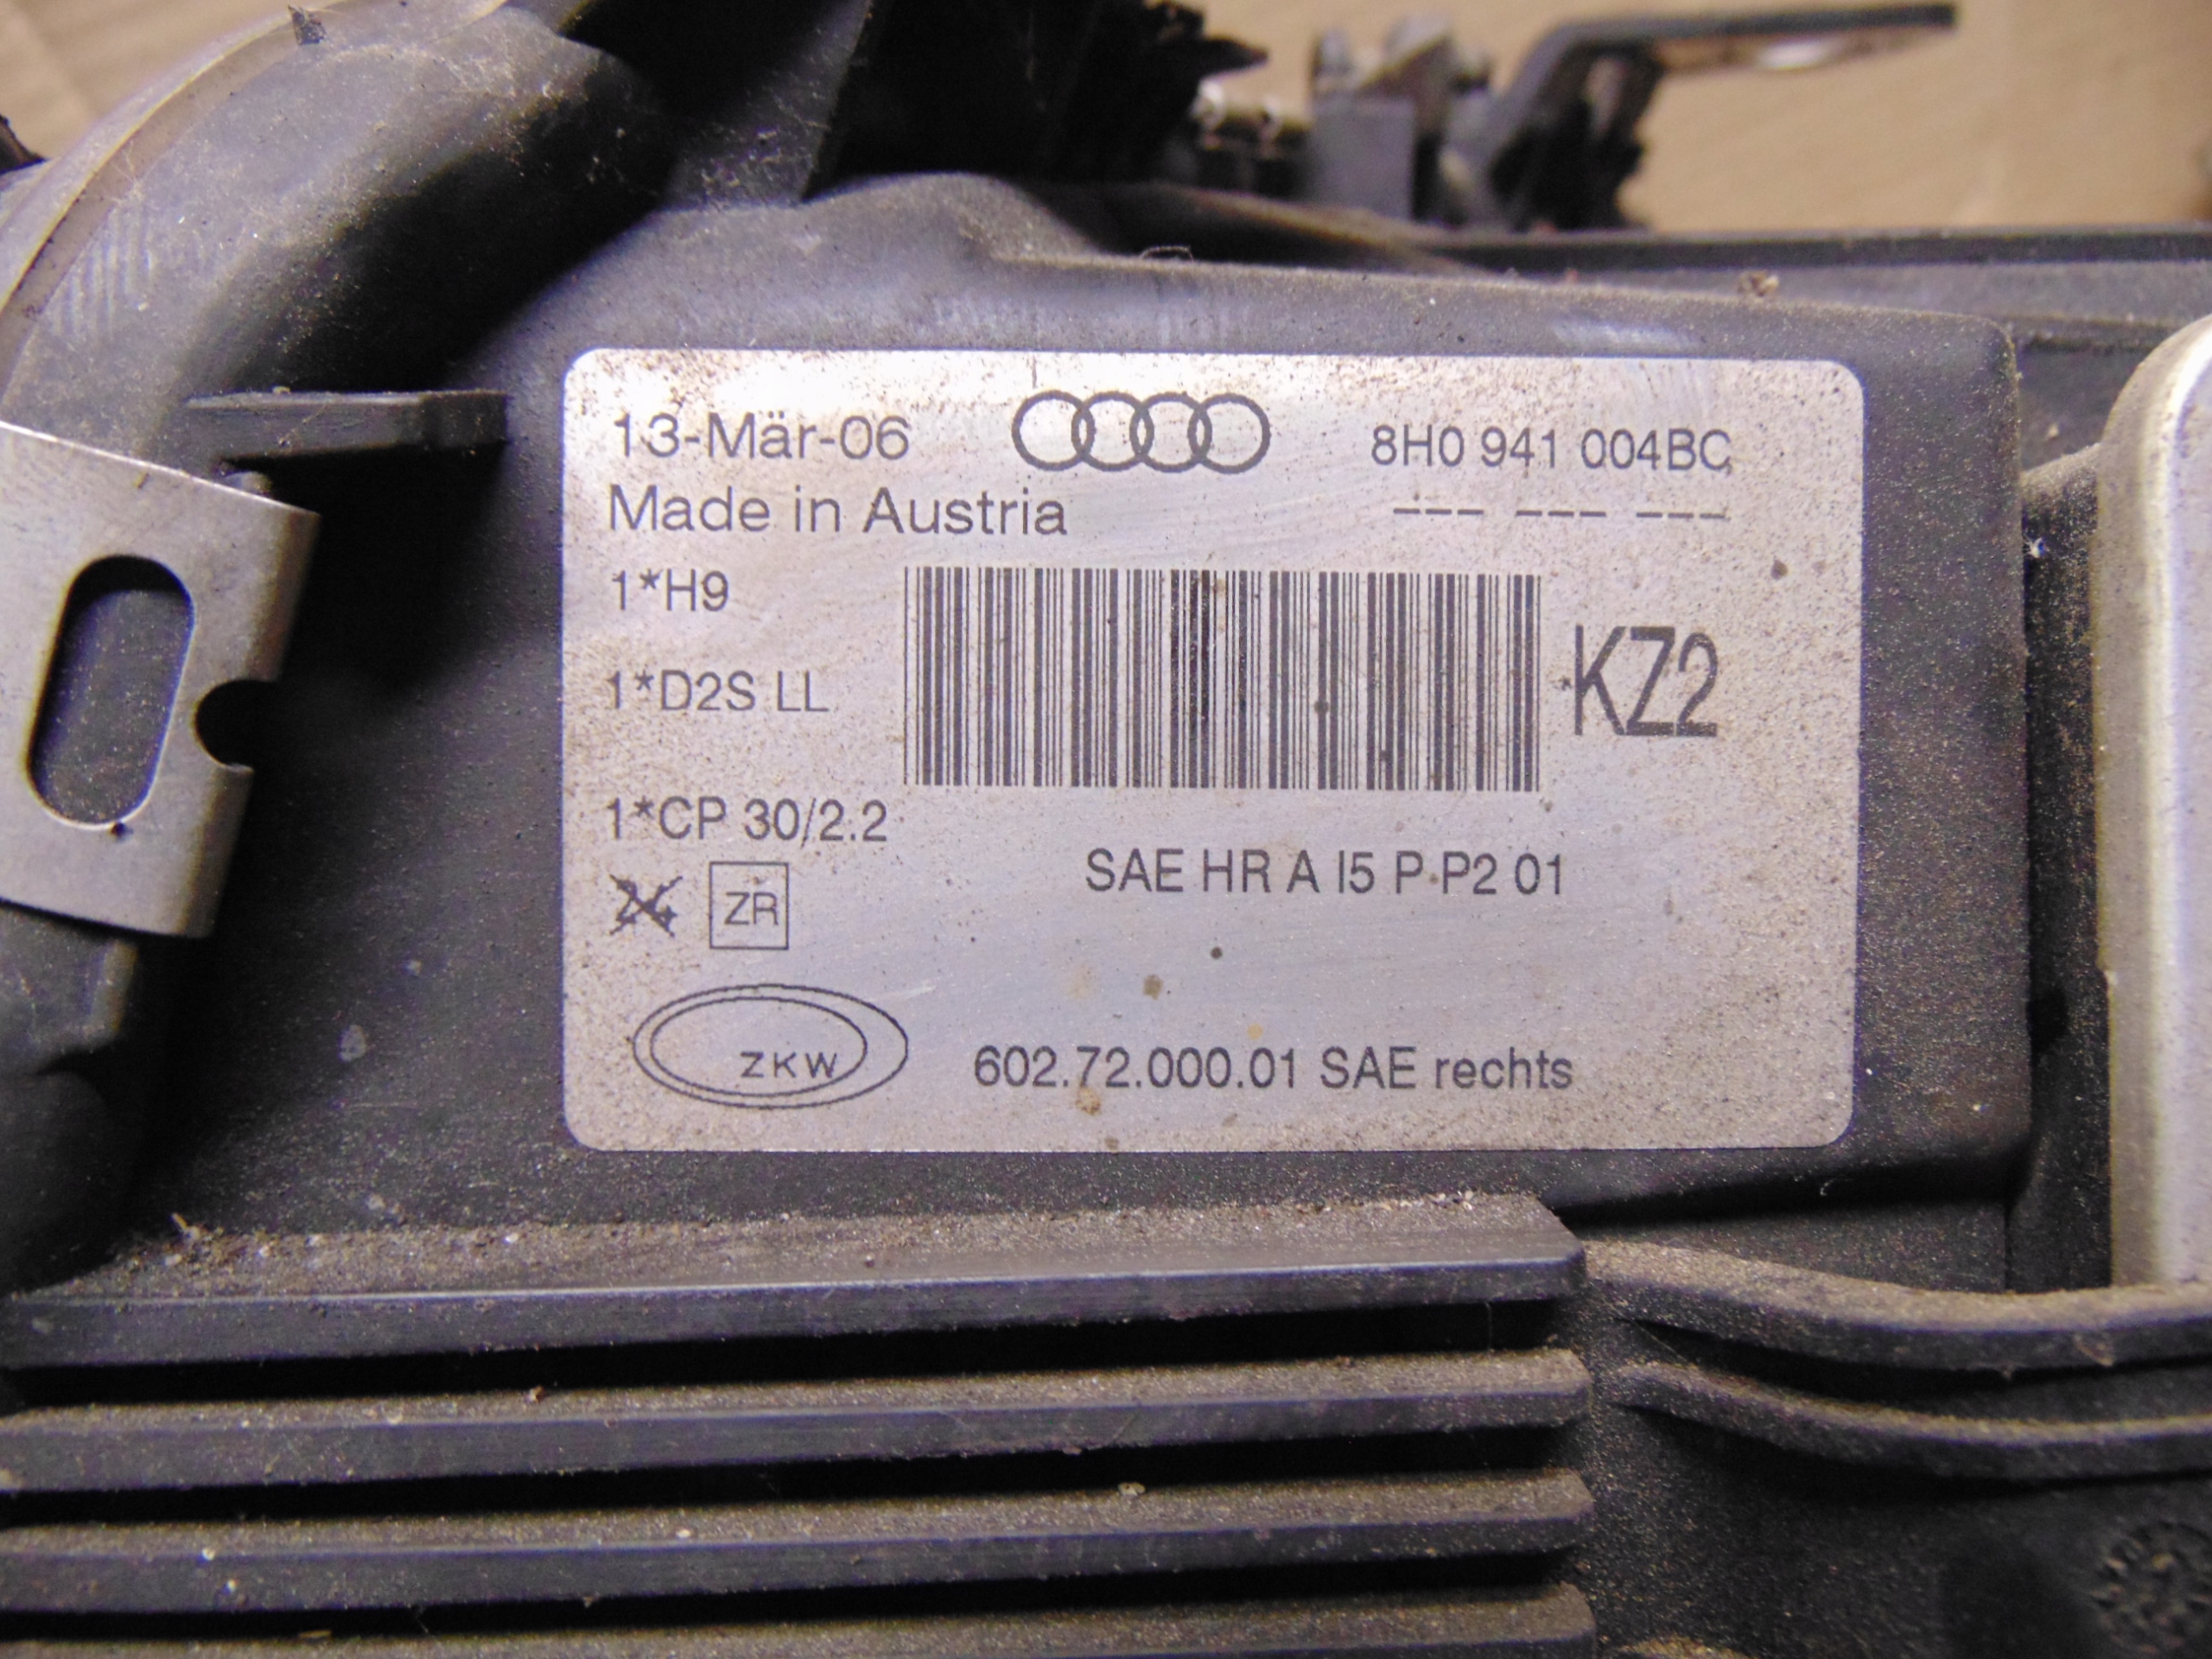 13-Mär-06
8H0 941 004BC
Made in Austria
--- --- ---
1*H9
1*D2S LL
*KZ2
1*CP 30/2.2
SAE HR A I5 P P2 01
ZR
ZKW
602.72.000.01 SAE rechts